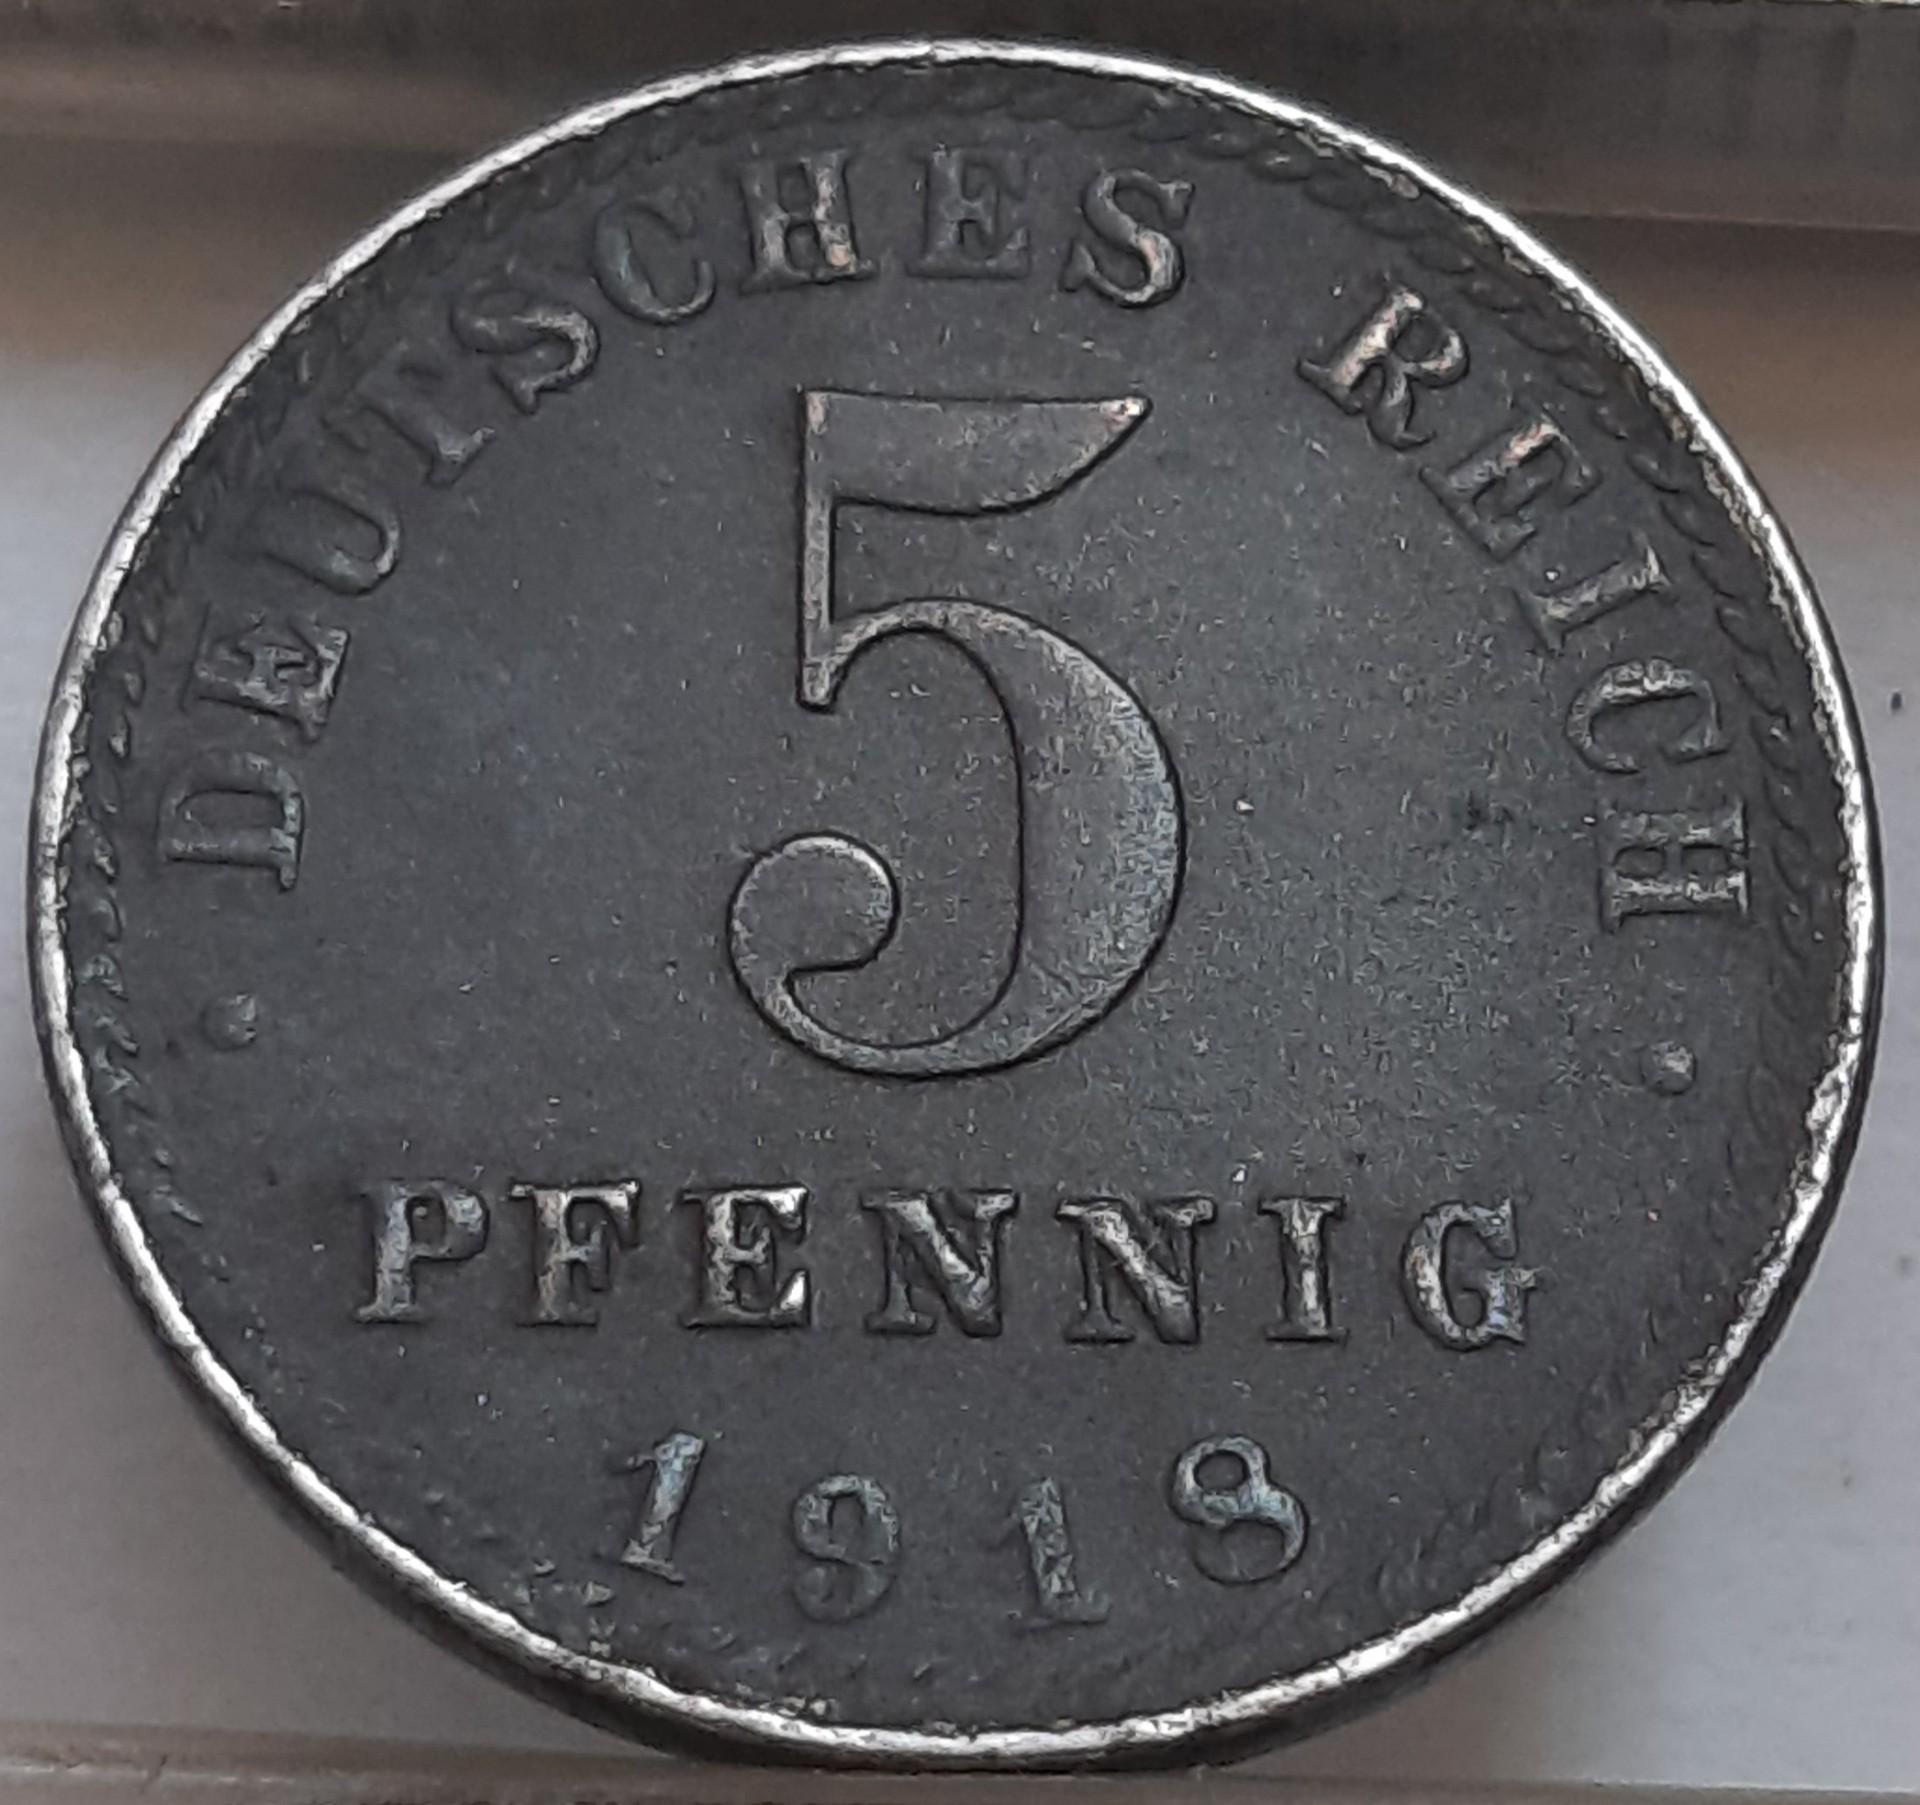 DEUTSCHES REICH
5
PFENNIG
1918